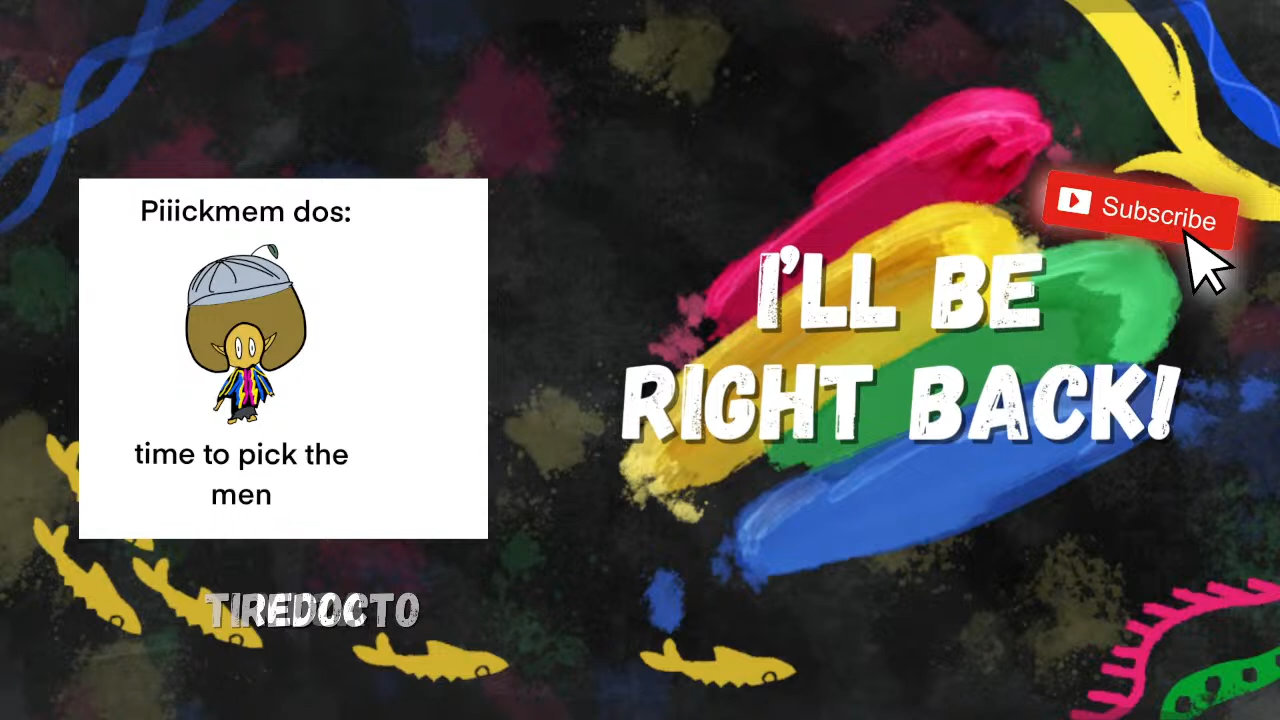 Piiickmem dos:
time to pick the
men
I'LL BE
RIGHT BACK!
Subscribe
TIREDOCTO